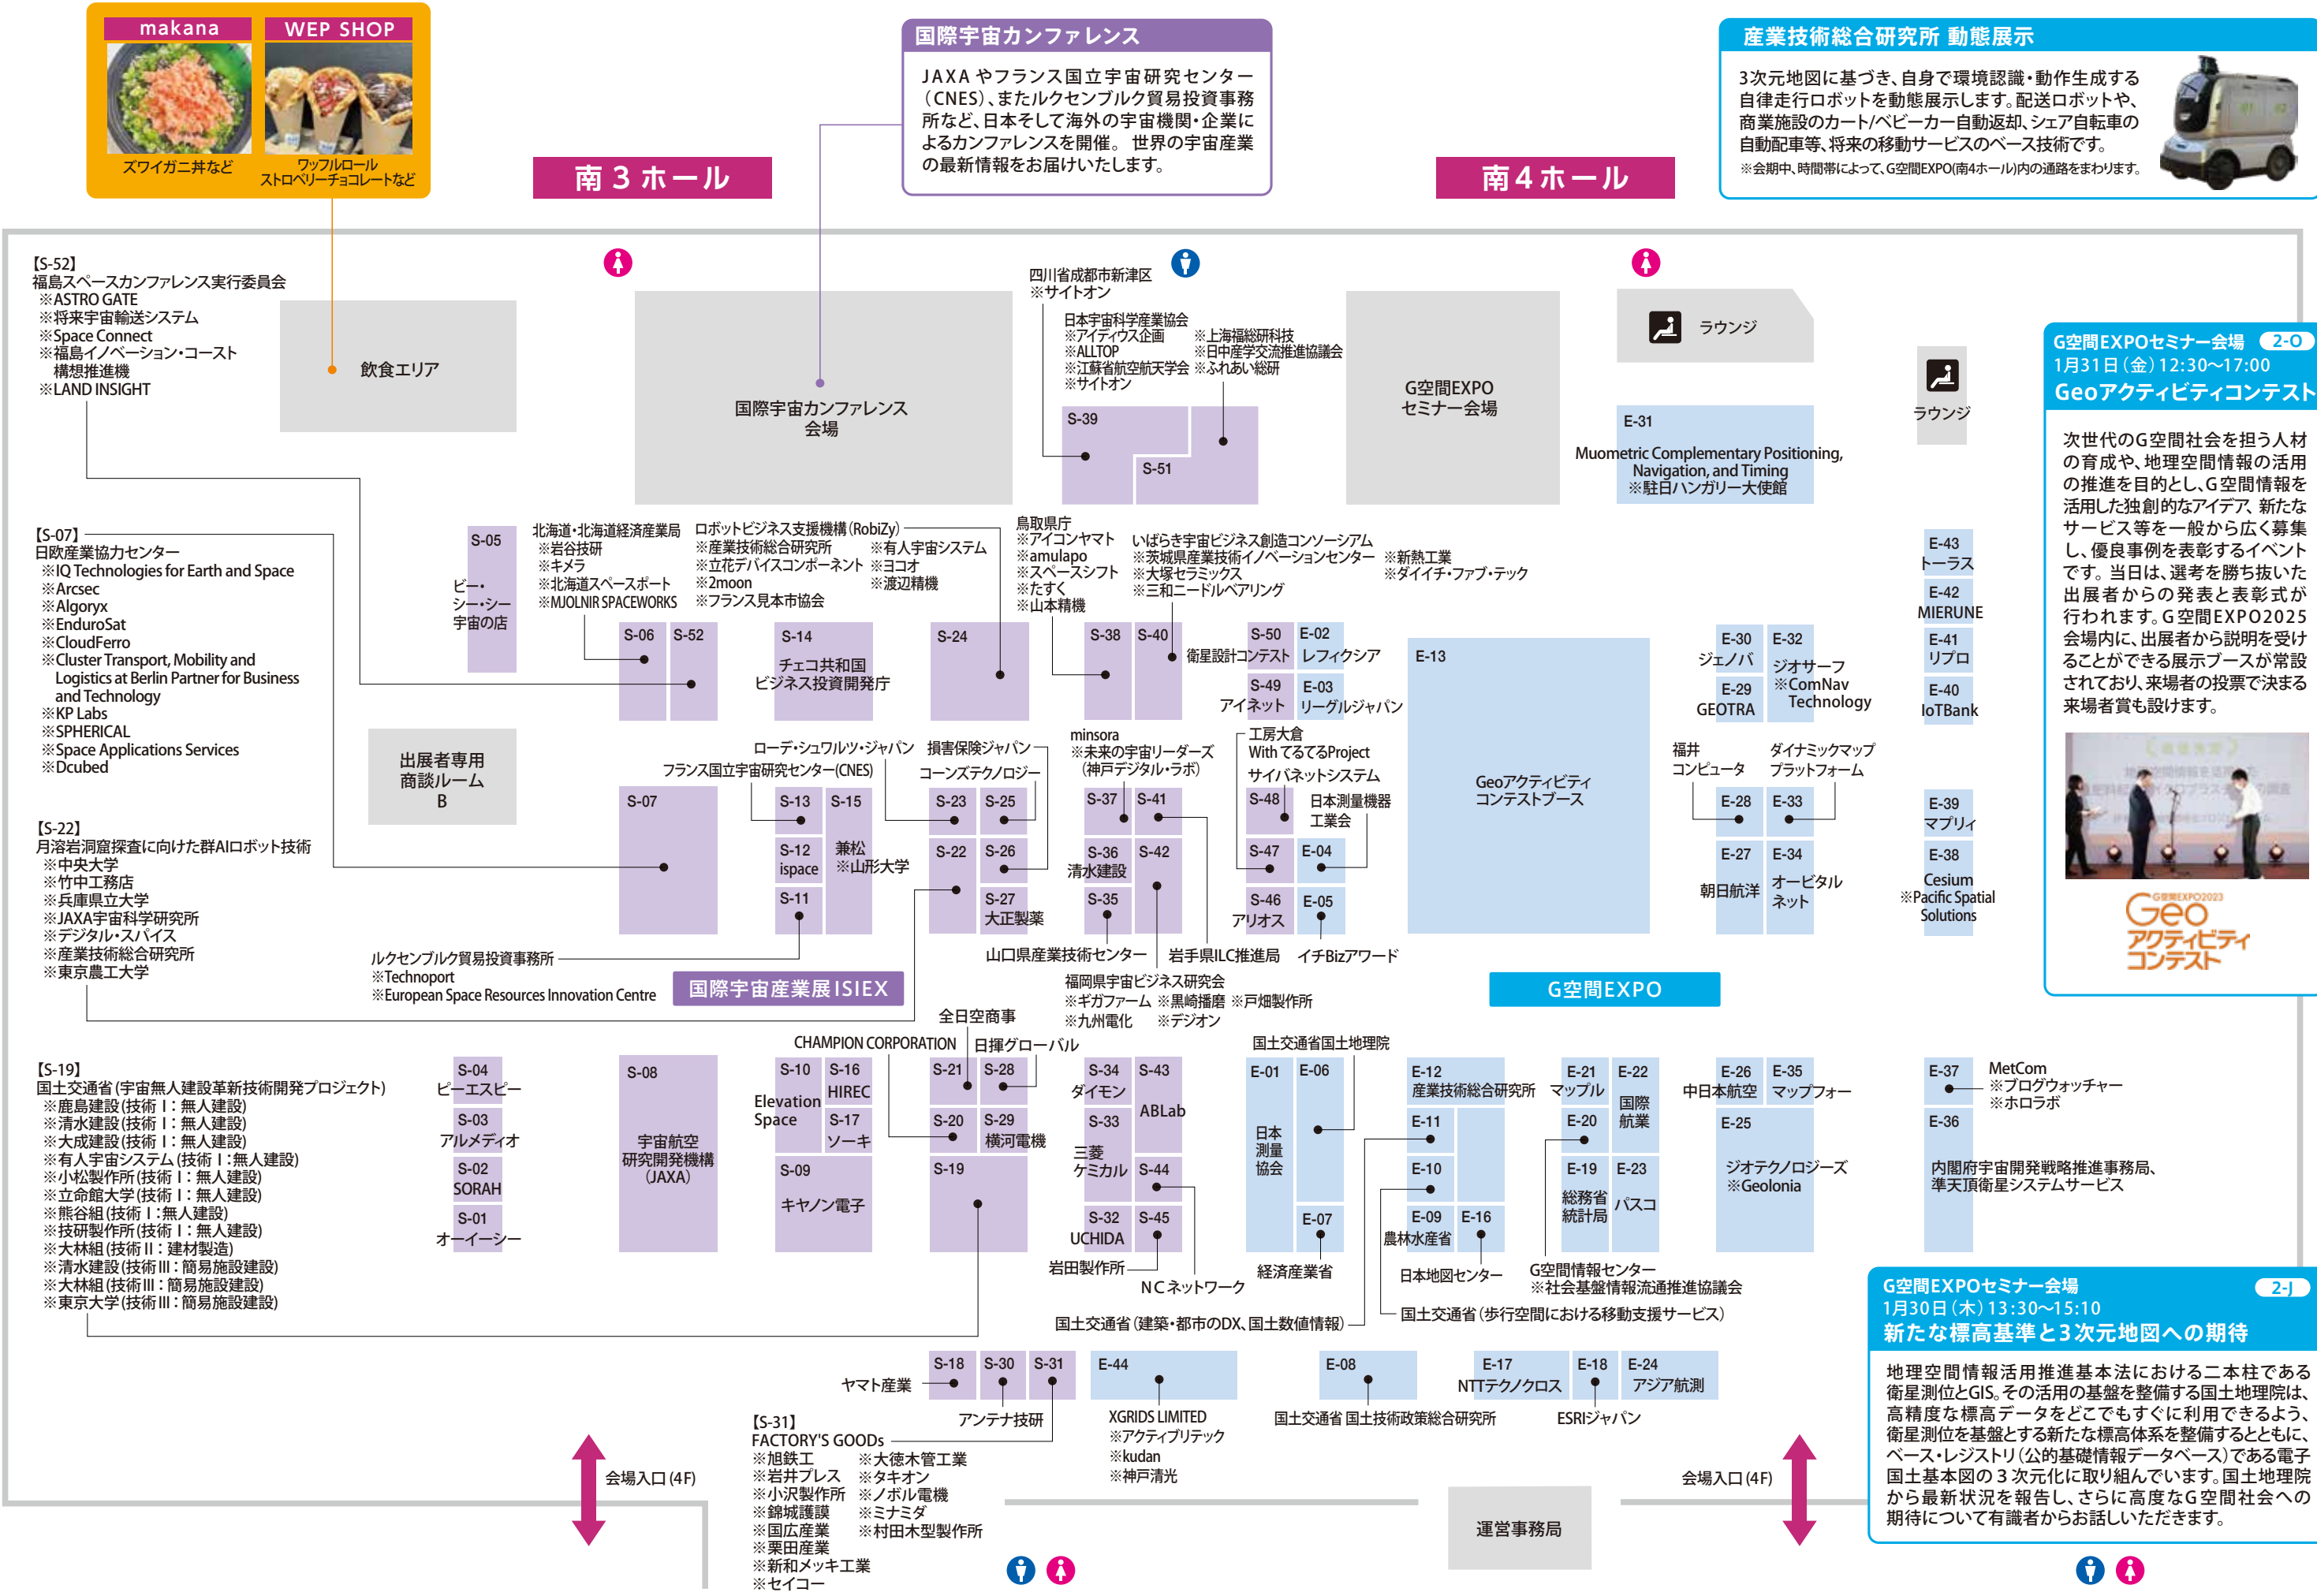 makana
WEP SHOP
ズワイガニ丼など
ワッフルロール
ストロベリーチョコレートなど
国際宇宙カンファレンス
JAXA やフランス国立宇宙研究センター
（CNES）、またルクセンブルク貿易投資事務
所など、日本そして海外の宇宙機関・企業に
よるカンファレンスを開催。 世界の宇宙産業
の最新情報をお届けいたします。
産業技術総合研究所 動態展示
3次元地図に基づき、自身で環境認識・動作生成する
自律走行ロボットを動態展示します。配送ロボットや、
商業施設のカート/ベビーカー自動返却、シェア自転車の
自動配車等、将来の移動サービスのベース技術です。
※会期中、時間帯によって、G空間EXPO(南4ホール)内の通路をまわります。
南3ホール
南4ホール
【S-52】
福島スペースカンファレンス実行委員会
※ASTRO GATE
※将来宇宙輸送システム
※Space Connect
※福島イノベーション・コースト
構想推進機
※LAND INSIGHT
飲食エリア
国際宇宙カンファレンス
会場
四川省成都市新津区
※サイトオン
日本宇宙科学産業協会
※アイディウス企画
※ALLTOP
※江蘇省航空航天学会
※サイトオン
※上海福総研科技
※日中産学交流推進協議会
※ふれあい総研
S-39
S-51
G空間EXPO
セミナー会場
ラウンジ
E-31
Muometric Complementary Positioning,
Navigation, and Timing
※駐日ハンガリー大使館
ラウンジ
G空間EXPOセミナー会場 2-O
1月31日（金）12:30〜17:00
Geoアクティビティコンテスト
次世代のG空間社会を担う人材
の育成や、地理空間情報の活用
の推進を目的とし、G空間情報を
活用した独創的なアイデア、新たな
サービス等を一般から広く募集
し、優良事例を表彰するイベント
です。当日は、選考を勝ち抜いた
出展者からの発表と表彰式が
行われます。G空間EXPO2025
会場内に、出展者から説明を受け
ることができる展示ブースが常設
されており、来場者の投票で決まる
来場者賞も設けます。
G空間EXPO2023
Geo
アクティビティ
コンテスト
【S-07】
日欧産業協力センター
※IQ Technologies for Earth and Space
※Arcsec
※Algoryx
※EnduroSat
※CloudFerro
※Cluster Transport, Mobility and
Logistics at Berlin Partner for Business
and Technology
※KP Labs
※SPHERICAL
※Space Applications Services
※Dcubed
S-05
ビー・
シー・シー
宇宙の店
北海道・北海道経済産業局
※岩谷技研
※キメラ
※北海道スペースポート
※MJOLNIR SPACEWORKS
ロボットビジネス支援機構（RobiZy）
※産業技術総合研究所
※立花デバイスコンポーネント
※2moon
※フランス見本市協会
※有人宇宙システム
※ヨコオ
※渡辺精機
鳥取県庁
※アイコンヤマト
※amulapo
※スペースシフト
※たすく
※山本精機
いばらき宇宙ビジネス創造コンソーシアム
※茨城県産業技術イノベーションセンター
※大塚セラミックス
※三和ニードルベアリング
※新熱工業
※ダイイチ・ファブ・テック
S-06
S-52
S-14
チェコ共和国
ビジネス投資開発庁
S-24
S-38
S-40
S-50
衛星設計コンテスト
E-02
レフィクシア
S-49
アイネット
E-03
リーグルジャパン
E-13
Geoアクティビティ
コンテストブース
E-30
ジェノバ
E-32
ジオサーフ
※ComNav
Technology
E-29
GEOTRA
E-43
トーラス
E-42
MIERUNE
E-41
リプロ
E-40
IoTBank
出展者専用
商談ルーム
B
ローデ・シュワルツ・ジャパン
フランス国立宇宙研究センター(CNES)
損害保険ジャパン
コーンズテクノロジー
minsora
※未来の宇宙リーダーズ
（神戸デジタル・ラボ）
工房大倉
With てるてるProject
サイバネットシステム
日本測量機器
工業会
福井
コンピュータ
ダイナミックマップ
プラットフォーム
S-07
S-13
S-15
兼松
※山形大学
S-12
ispace
S-11
S-23
S-25
S-22
S-26
S-27
大正製薬
S-37
S-41
S-36
清水建設
S-42
S-35
S-48
S-47
E-04
S-46
アリオス
E-05
E-28
E-33
E-27
朝日航洋
E-34
オービタル
ネット
E-39
マプリィ
E-38
Cesium
※Pacific Spatial
Solutions
【S-22】
月溶岩洞窟探査に向けた群AIロボット技術
※中央大学
※竹中工務店
※兵庫県立大学
※JAXA宇宙科学研究所
※デジタル・スパイス
※産業技術総合研究所
※東京農工大学
ルクセンブルク貿易投資事務所
※Technoport
※European Space Resources Innovation Centre
国際宇宙産業展ISIEX
山口県産業技術センター
岩手県ILC推進局
イチBizアワード
福岡県宇宙ビジネス研究会
※ギガファーム ※黒崎播磨 ※戸畑製作所
※九州電化 ※デジオン
G空間EXPO
【S-19】
国土交通省（宇宙無人建設革新技術開発プロジェクト）
※鹿島建設（技術Ⅰ：無人建設）
※清水建設（技術Ⅰ：無人建設）
※大成建設（技術Ⅰ：無人建設）
※有人宇宙システム（技術Ⅰ：無人建設）
※小松製作所（技術Ⅰ：無人建設）
※立命館大学（技術Ⅰ：無人建設）
※熊谷組（技術Ⅰ：無人建設）
※技研製作所（技術Ⅰ：無人建設）
※大林組（技術Ⅱ：建材製造）
※清水建設（技術Ⅲ：簡易施設建設）
※大林組（技術Ⅲ：簡易施設建設）
※東京大学（技術Ⅲ：簡易施設建設）
全日空商事
CHAMPION CORPORATION
日揮グローバル
国土交通省国土地理院
S-04
ピーエスピー
S-03
アルメディオ
S-02
SORAH
S-01
オーイーシー
S-08
宇宙航空
研究開発機構
（JAXA）
S-10
Elevation
Space
S-16
HIREC
S-17
ソーキ
S-09
キヤノン電子
S-21
S-28
S-20
S-29
横河電機
S-19
S-34
ダイモン
S-43
ABLab
S-33
三菱
ケミカル
S-44
S-32
UCHIDA
S-45
岩田製作所
NCネットワーク
E-01
日本
測量
協会
E-06
E-07
経済産業省
E-12
産業技術総合研究所
E-11
E-10
E-09
農林水産省
E-16
日本地図センター
E-21
マップル
E-22
国際
航業
E-20
E-19
総務省
統計局
E-23
パスコ
G空間情報センター
※社会基盤情報流通推進協議会
国土交通省（歩行空間における移動支援サービス）
国土交通省（建築・都市のDX、国土数値情報）
E-26
中日本航空
E-35
マップフォー
E-25
ジオテクノロジーズ
※Geolonia
E-37
MetCom
※ブログウォッチャー
※ホロラボ
E-36
内閣府宇宙開発戦略推進事務局、
準天頂衛星システムサービス
S-18
ヤマト産業
S-30
アンテナ技研
S-31
E-44
XGRIDS LIMITED
※アクティブリテック
※kudan
※神戸清光
E-08
国土交通省 国土技術政策総合研究所
E-17
NTTテクノクロス
E-18
ESRIジャパン
E-24
アジア航測
【S-31】
FACTORY'S GOODs
※旭鉄工
※岩井プレス
※小沢製作所
※錦城護謨
※国広産業
※栗田産業
※新和メッキ工業
※セイコー
※大徳木管工業
※タキオン
※ノボル電機
※ミナミダ
※村田木型製作所
会場入口（4F）
会場入口（4F）
運営事務局
G空間EXPOセミナー会場 2-J
1月30日（木）13:30〜15:10
新たな標高基準と3次元地図への期待
地理空間情報活用推進基本法における二本柱である
衛星測位とGIS。その活用の基盤を整備する国土地理院は、
高精度な標高データをどこでもすぐに利用できるよう、
衛星測位を基盤とする新たな標高体系を整備するとともに、
ベース・レジストリ（公的基礎情報データベース）である電子
国土基本図の3次元化に取り組んでいます。国土地理院
から最新状況を報告し、さらに高度なG空間社会への
期待について有識者からお話しいただきます。